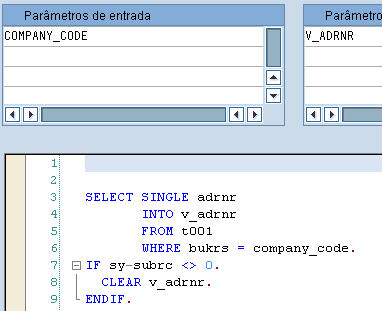 Parâmetros de entrada
Parâmetro
COMPANY_CODE
V_ADRNR
1
2
3 SELECT SINGLE adrnr
4 INTO v_adrnr
5 FROM t001
6 WHERE bukrs = company_code.
7 IF sy-subrc <> 0.
8 CLEAR v_adrnr.
9 ENDIF.